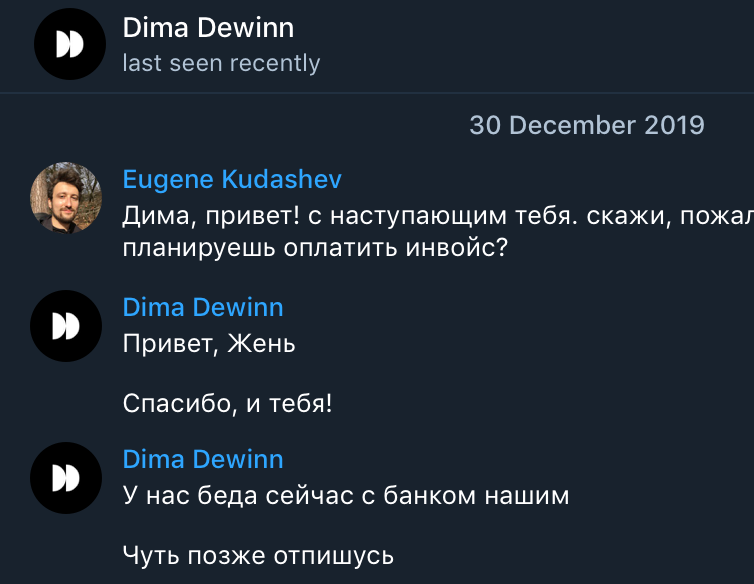 Dima Dewinn
last seen recently
30 December 2019
Eugene Kudashev
Дима, привет! с наступающим тебя. скажи, пожал
планируешь оплатить инвойс?
Dima Dewinn
Привет, Жень
Спасибо, и тебя!
Dima Dewinn
У нас беда сейчас с банком нашим
Чуть позже отпишусь